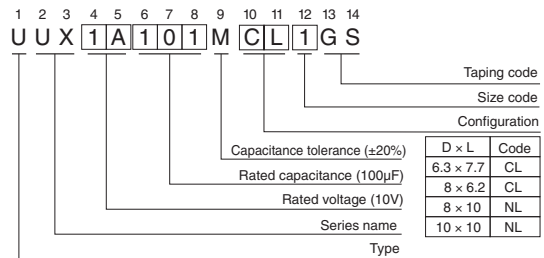 1 2 3 4 5 6 7 8 9 10 11 12 13 14
U U X 1 A 1 0 1 M C L 1 G S
Taping code
Size code
Configuration
Capacitance tolerance (±20%)
Rated capacitance (100µF)
Rated voltage (10V)
Series name
Type
D × L Code
6.3 × 7.7 CL
8 × 6.2 CL
8 × 10 NL
10 × 10 NL